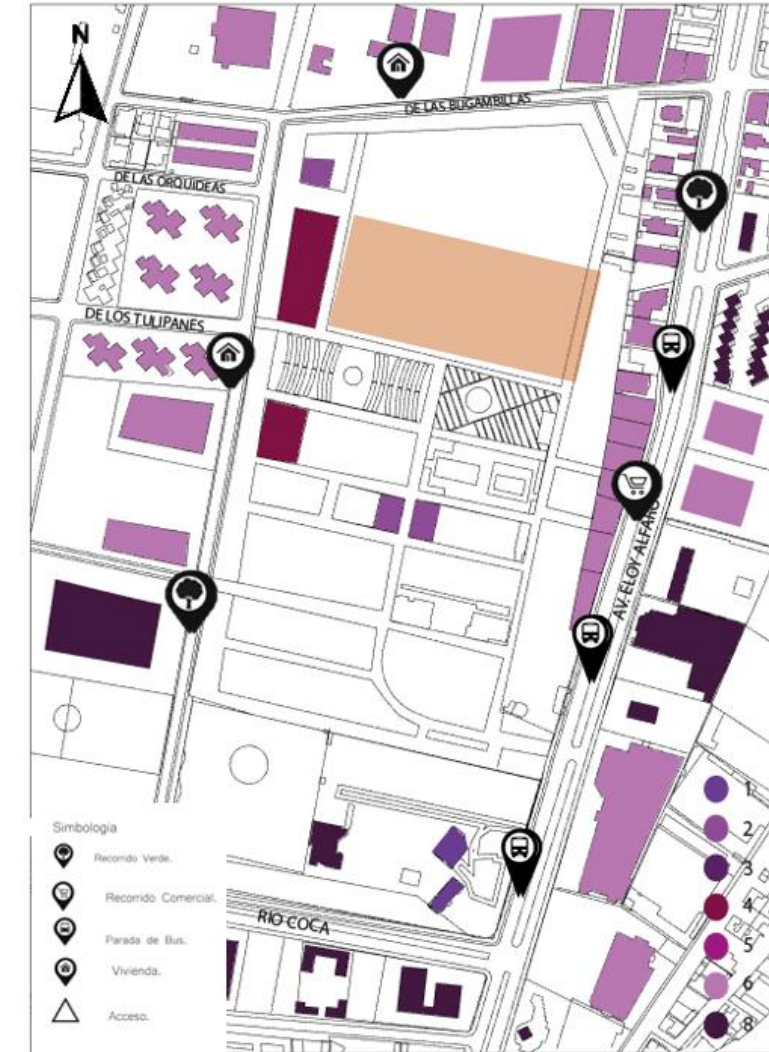 N
DE LAS BUGAMBILLAS
DE LAS ORQUIDEAS
DE LOS TULIPANES
AV. ELOY ALFARO
RIO COCA
Simbologia
Recorrido Verde.
Recorrido Comercial.
Parada de Bus.
Vivienda.
Acceso.
1
2
3
4
5
6
8